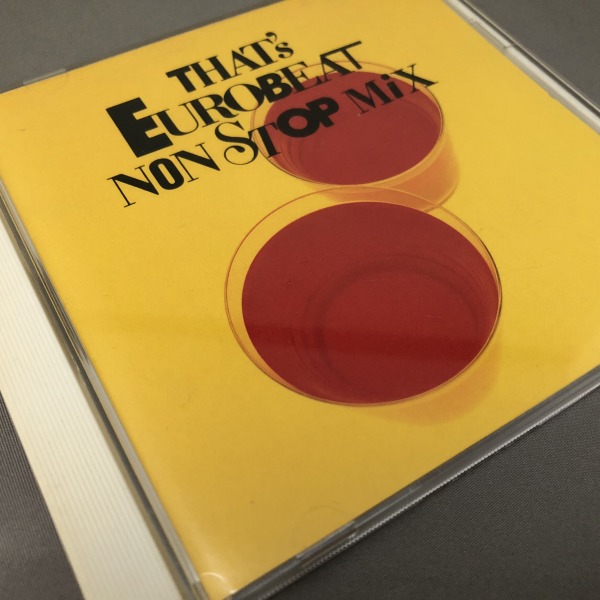 THAT's
EUROBEAT
NON STOP MiX